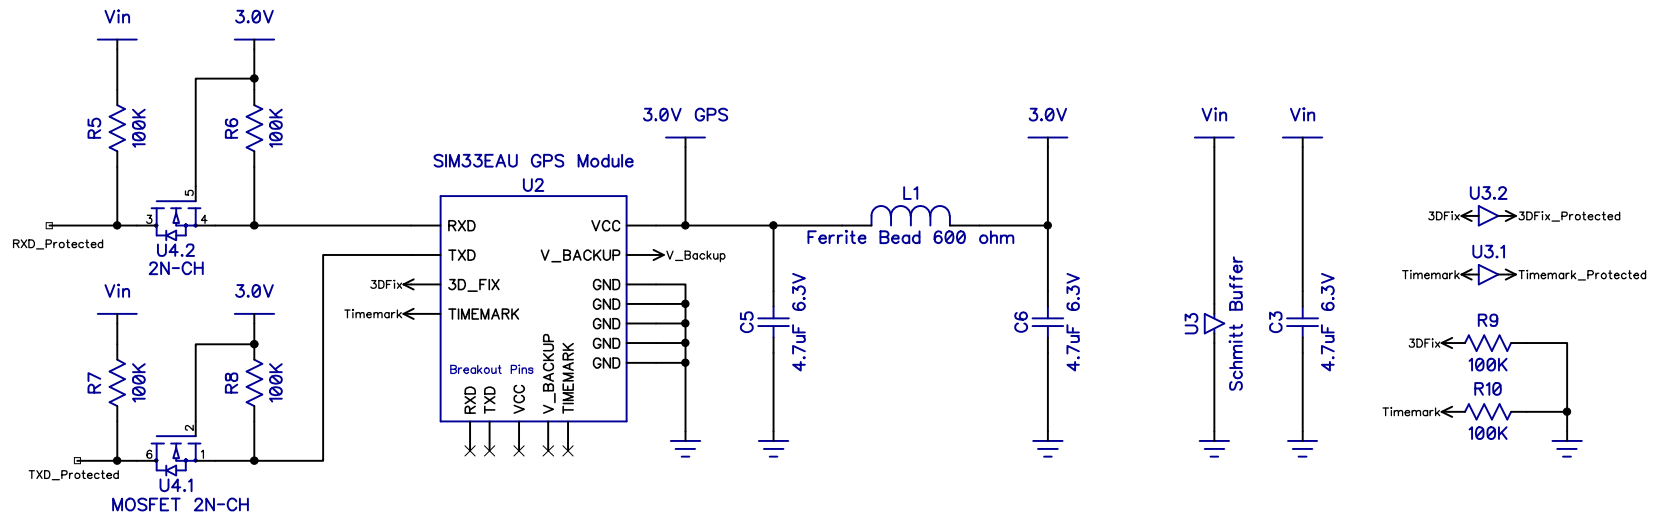 Vin
3.0V
R5
100K
R6
100K
5
3
4
RXD_Protected
U4.2
2N-CH
Vin
3.0V
R7
100K
R8
100K
2
6
1
TXD_Protected
U4.1
MOSFET 2N-CH
SIM33EAU GPS Module
U2
RXD
TXD
3D_FIX
TIMEMARK
3DFix
Timemark
VCC
V_BACKUP
GND
GND
GND
GND
GND
Breakout Pins
RXD
TXD
VCC
V_BACKUP
TIMEMARK
V_Backup
3.0V GPS
C5
4.7uF 6.3V
L1
Ferrite Bead 600 ohm
3.0V
C6
4.7uF 6.3V
Vin
U3
Schmitt Buffer
Vin
C3
4.7uF 6.3V
U3.2
3DFix
3DFix_Protected
U3.1
Timemark
Timemark_Protected
R9
3DFix
100K
R10
Timemark
100K